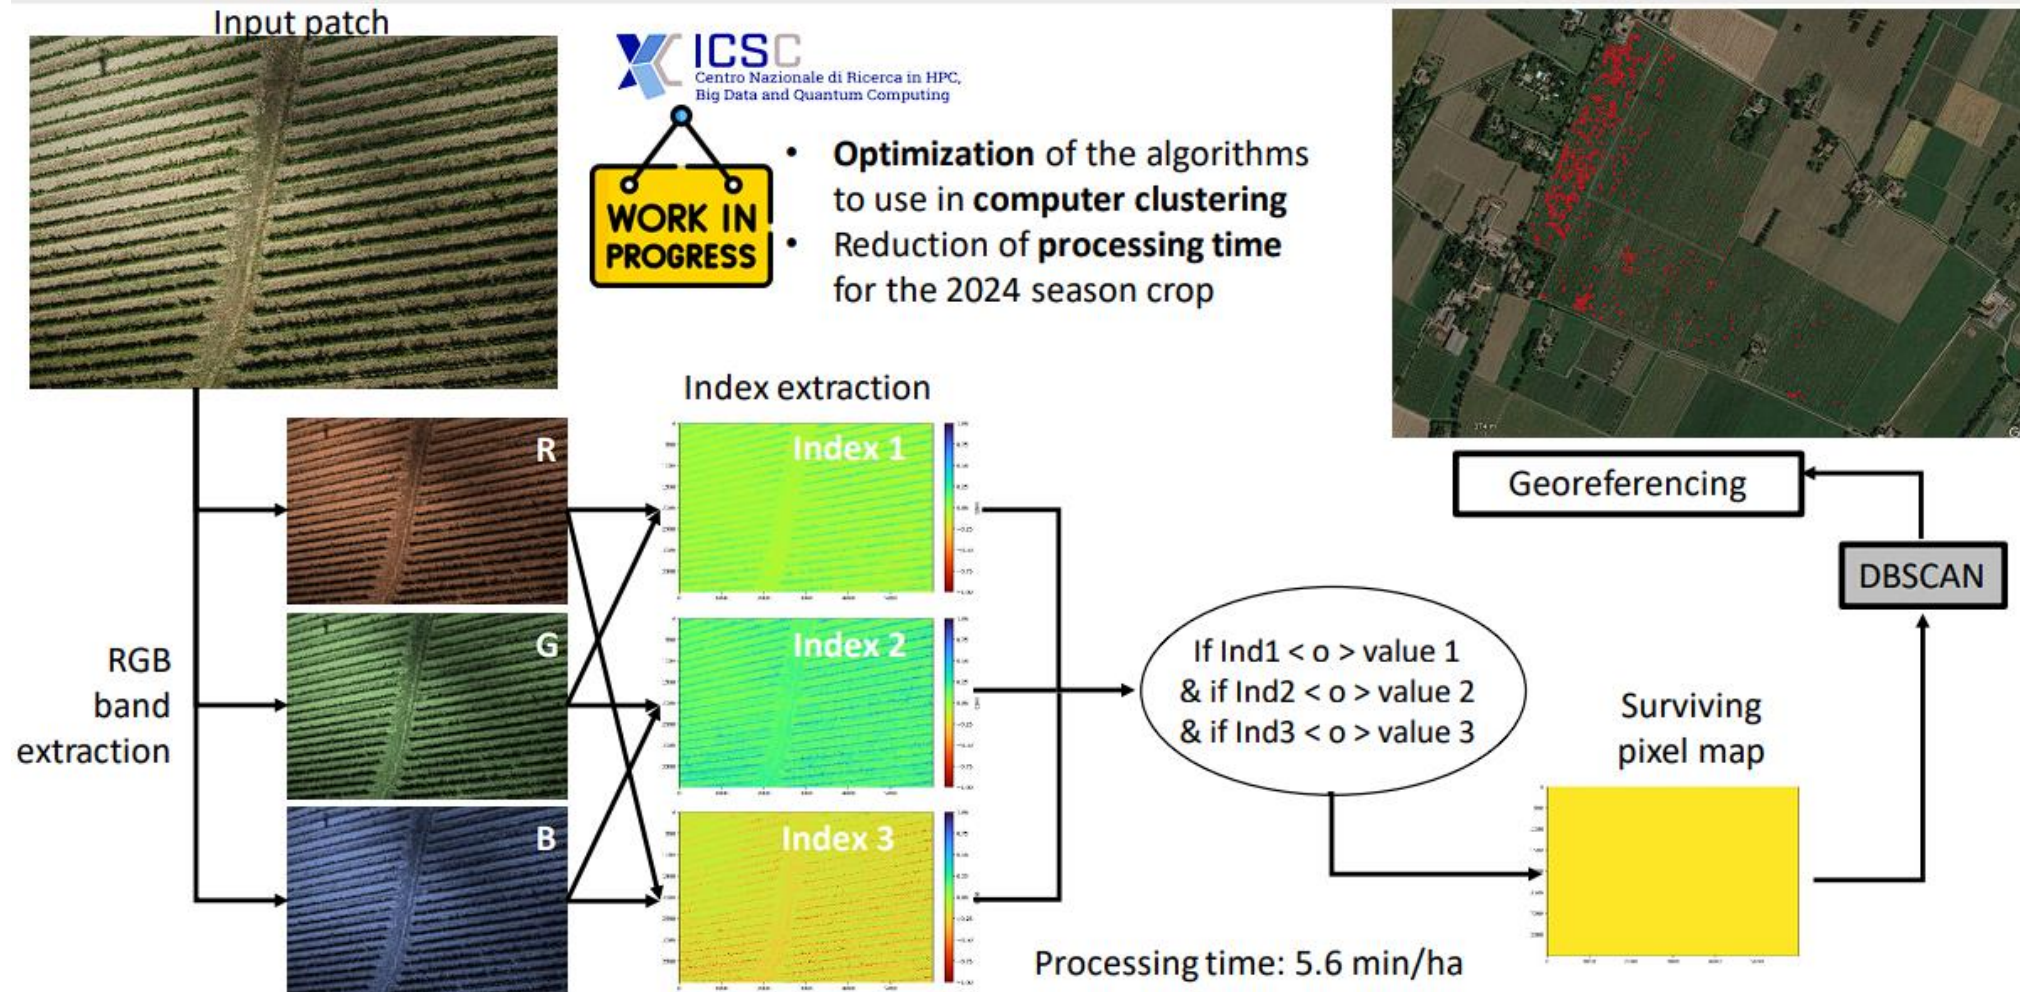 Input patch
ICSC
Centro Nazionale di Ricerca in HPC,
Big Data and Quantum Computing
WORK IN
PROGRESS
• Optimization of the algorithms
to use in computer clustering
• Reduction of processing time
for the 2024 season crop
Index extraction
R
G
B
RGB
band
extraction
Index 1
Index 2
Index 3
If Ind1 < o > value 1
& if Ind2 < o > value 2
& if Ind3 < o > value 3
Surviving
pixel map
DBSCAN
Georeferencing
Processing time: 5.6 min/ha